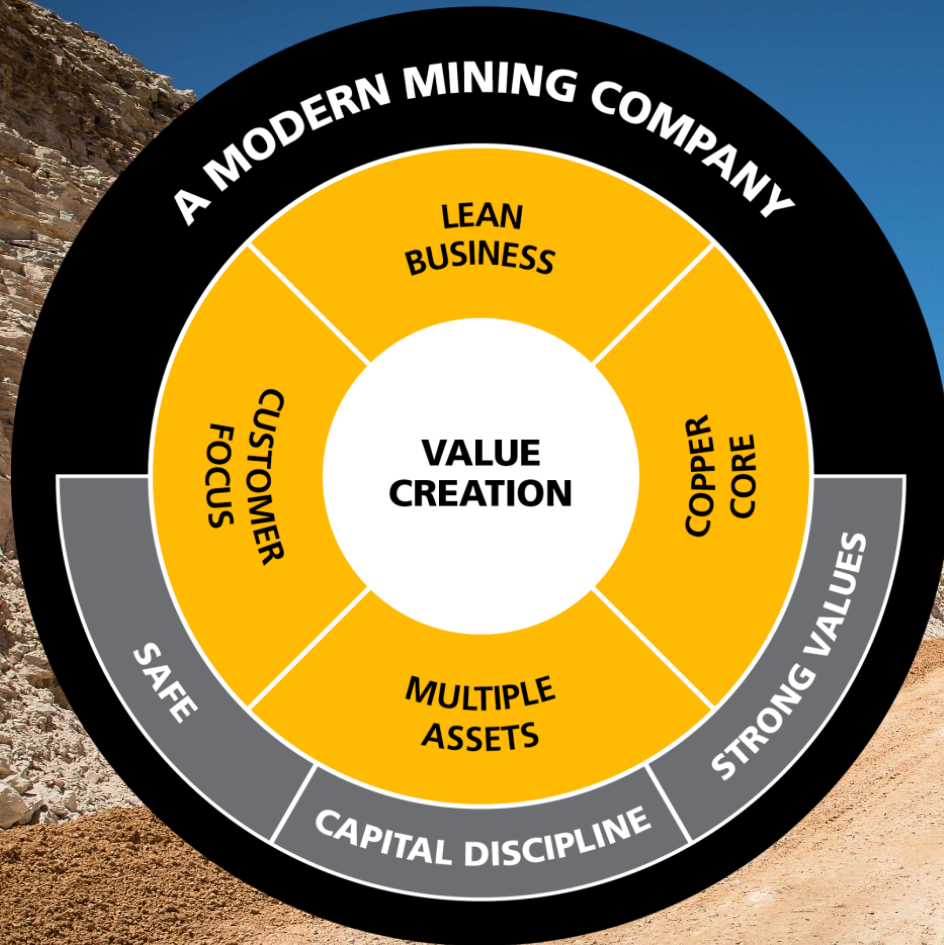 A MODERN MINING COMPANY
LEAN
BUSINESS
CUSTOMER
FOCUS
VALUE
CREATION
COPPER
CORE
MULTIPLE
ASSETS
SAFE
CAPITAL DISCIPLINE
STRONG VALUES